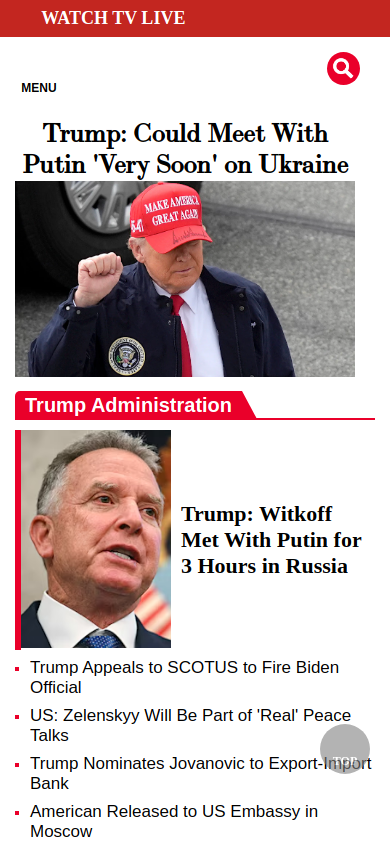 WATCH TV LIVE
MENU
Trump: Could Meet With
Putin 'Very Soon' on Ukraine
MAKE AMERICA
GREAT AGAIN
45-47
Trump Administration
Trump: Witkoff
Met With Putin for
3 Hours in Russia
Trump Appeals to SCOTUS to Fire Biden
Official
US: Zelenskyy Will Be Part of 'Real' Peace
Talks
TOP
Trump Nominates Jovanovic to Export-Import
Bank
American Released to US Embassy in
Moscow